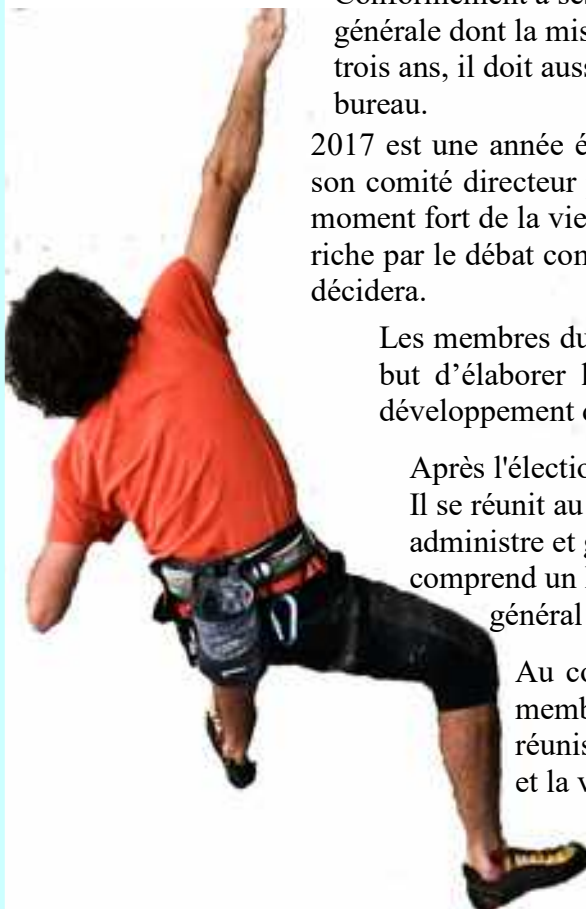 générale dont la mis
trois ans, il doit auss
bureau.
2017 est une année é
son comité directeur
moment fort de la vie
riche par le débat con
décidera.
Les membres du
but d’élaborer l
développement
Après l'électio
Il se réunit au
administre et
comprend un
général
Au co
memb
réunis
et la v